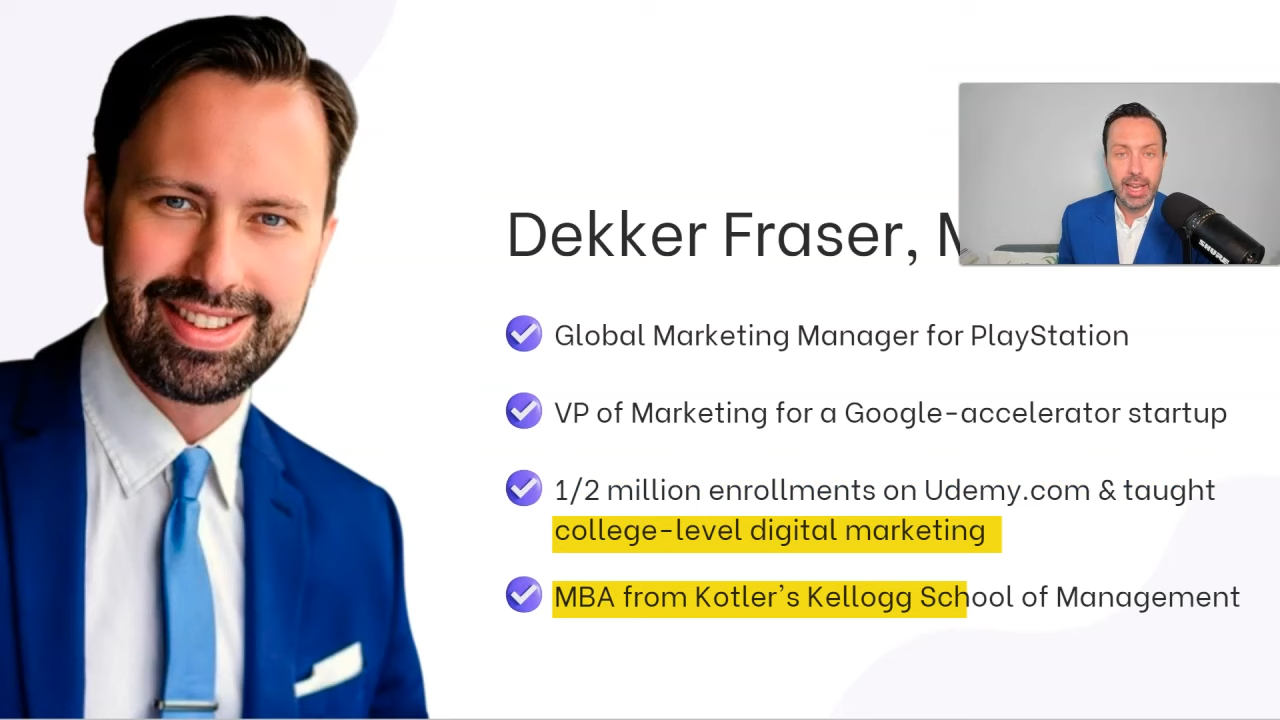 Dekker Fraser, M
Global Marketing Manager for PlayStation
VP of Marketing for a Google-accelerator startup
1/2 million enrollments on Udemy.com & taught
college-level digital marketing
MBA from Kotler's Kellogg School of Management
SHURE